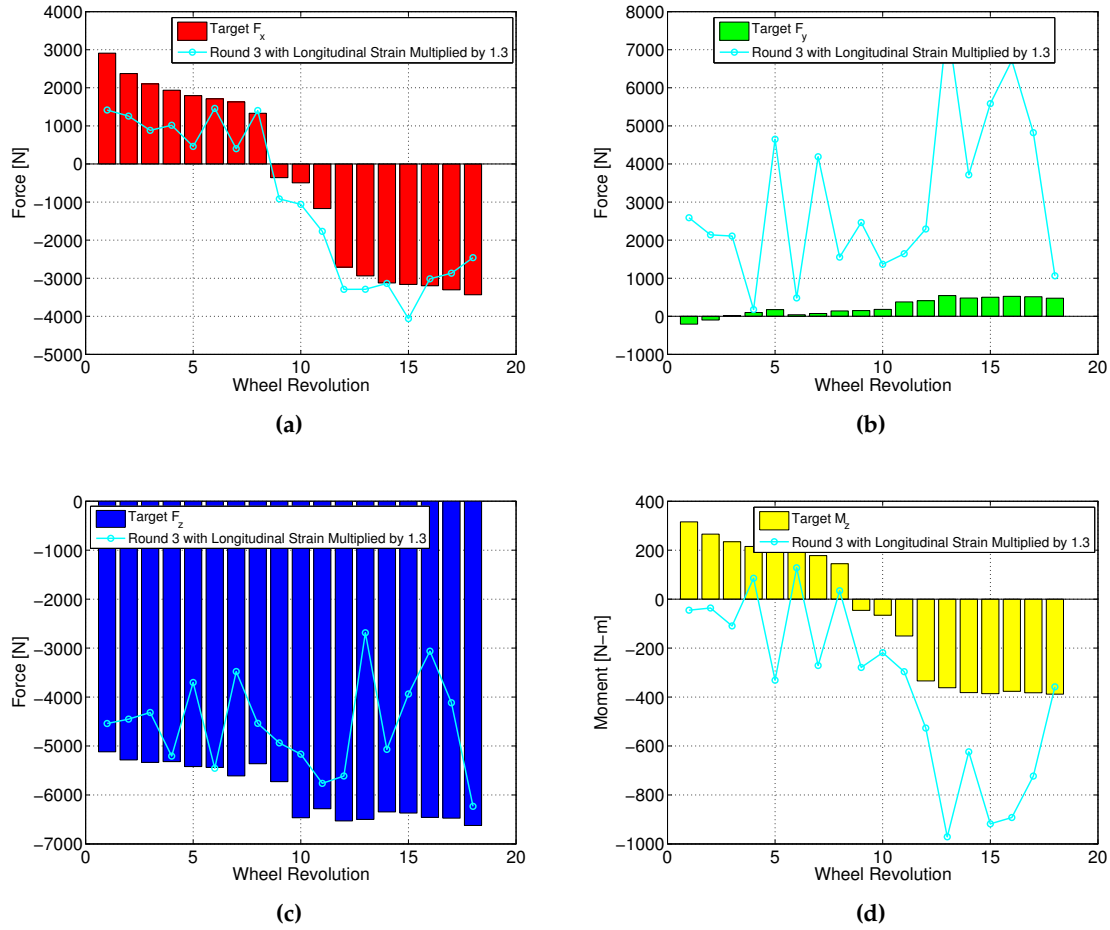 Target F_x
Round 3 with Longitudinal Strain Multiplied by 1.3
4000
3000
2000
1000
0
−1000
−2000
−3000
−4000
−5000
Force [N]
0 5 10 15 20
Wheel Revolution
(a)
Target F_y
Round 3 with Longitudinal Strain Multiplied by 1.3
8000
7000
6000
5000
4000
3000
2000
1000
0
−1000
Force [N]
0 5 10 15 20
Wheel Revolution
(b)
Target F_z
Round 3 with Longitudinal Strain Multiplied by 1.3
0
−1000
−2000
−3000
−4000
−5000
−6000
−7000
Force [N]
0 5 10 15 20
Wheel Revolution
(c)
Target M_z
Round 3 with Longitudinal Strain Multiplied by 1.3
400
200
0
−200
−400
−600
−800
−1000
Moment [N−m]
0 5 10 15 20
Wheel Revolution
(d)